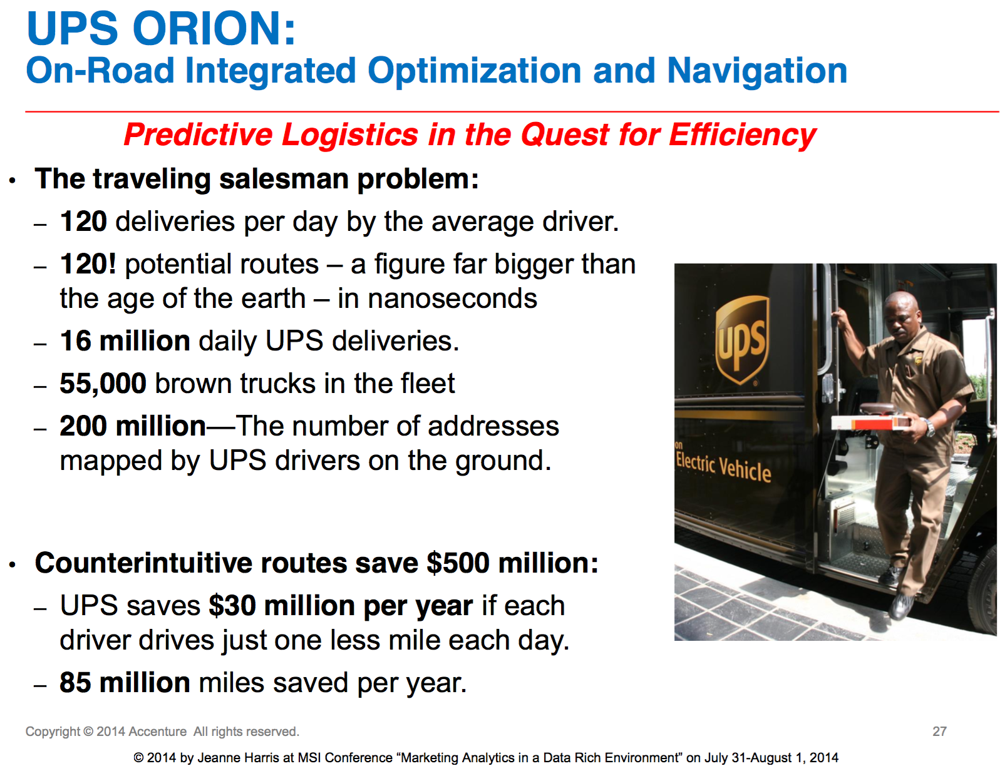 UPS ORION:
On-Road Integrated Optimization and Navigation
Predictive Logistics in the Quest for Efficiency
• The traveling salesman problem:
– 120 deliveries per day by the average driver.
– 120! potential routes – a figure far bigger than
the age of the earth – in nanoseconds
– 16 million daily UPS deliveries.
– 55,000 brown trucks in the fleet
– 200 million—The number of addresses
mapped by UPS drivers on the ground.
ups
on
Electric Vehicle
• Counterintuitive routes save $500 million:
– UPS saves $30 million per year if each
driver drives just one less mile each day.
– 85 million miles saved per year.
Copyright © 2014 Accenture All rights reserved.
27
© 2014 by Jeanne Harris at MSI Conference “Marketing Analytics in a Data Rich Environment” on July 31-August 1, 2014